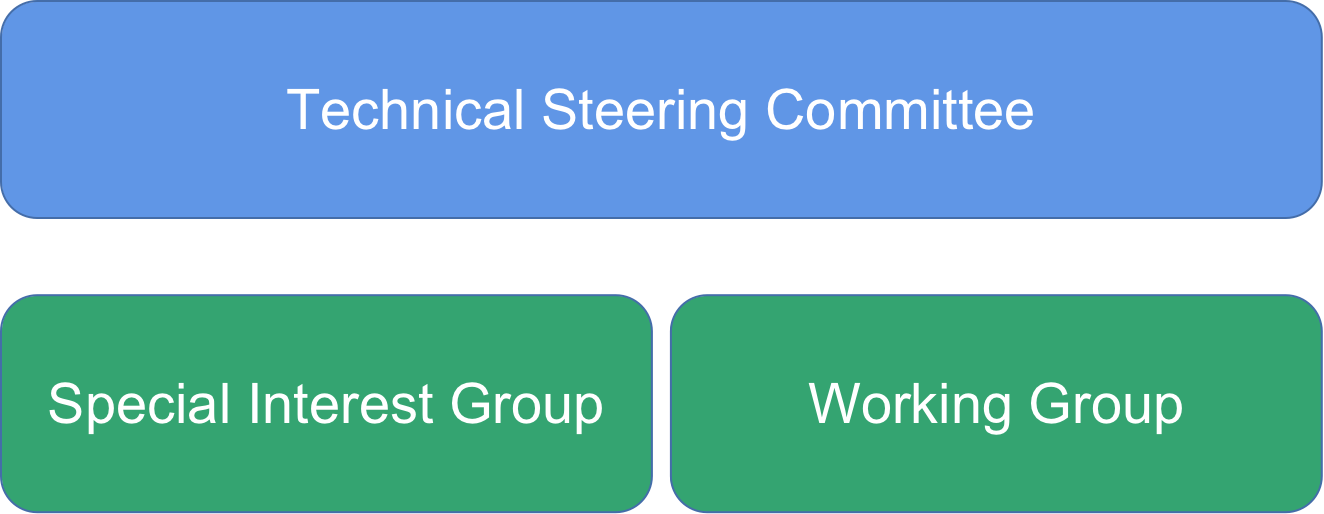 Technical Steering Committee
Special Interest Group
Working Group